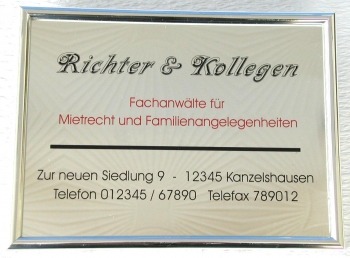 Richter & Kollegen
Fachanwälte für
Mietrecht und Familienangelegenheiten
Zur neuen Siedlung 9 - 12345 Kanzelshausen
Telefon 012345 / 67890 Telefax 789012